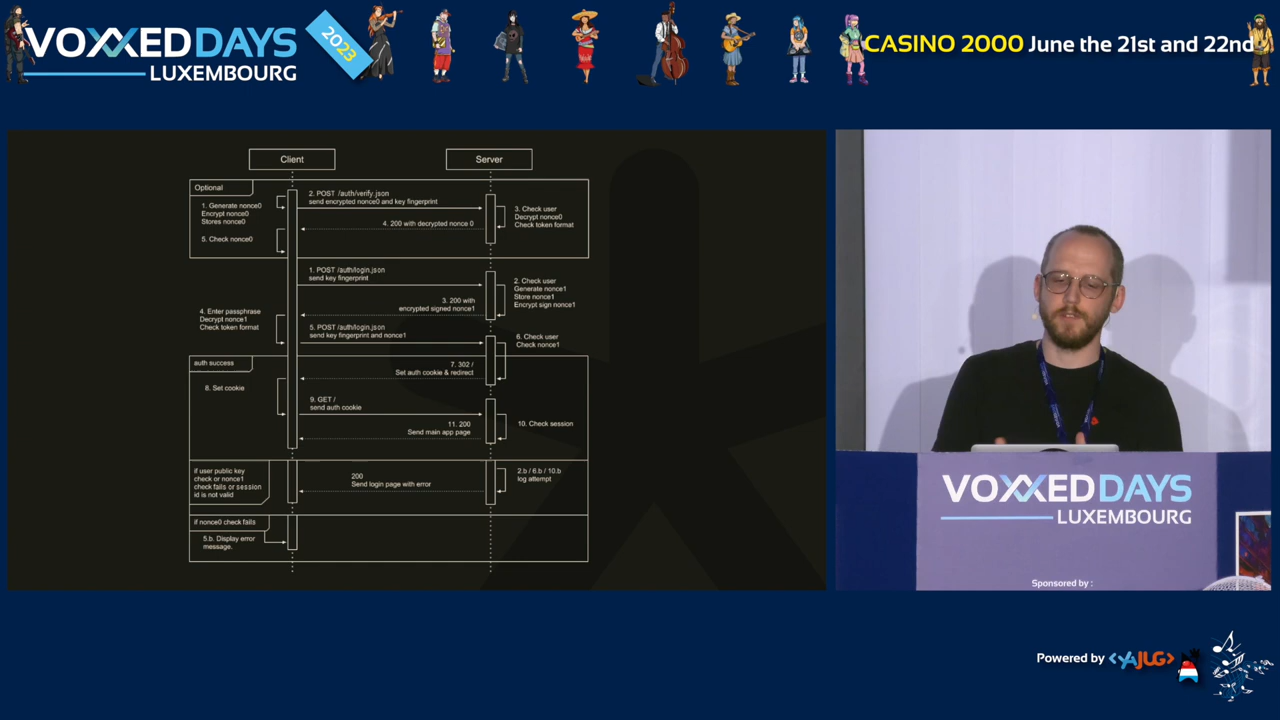 VOXXED DAYS
LUXEMBOURG
2023
CASINO 2000 June the 21st and 22nd
Client
Server
Optional
1. Generate nonce0
Encrypt nonce0
Stores nonce0
2. POST /auth/verify.json
send encrypted nonce0 and key fingerprint
3. Check user
Decrypt nonce0
Check token format
4. 200 with decrypted nonce 0
5. Check nonce0
1. POST /auth/login.json
send key fingerprint
2. Check user
Generate nonce1
Store nonce1
Encrypt sign nonce1
3. 200 with
encrypted signed nonce1
4. Enter passphrase
Decrypt nonce1
Check token format
5. POST /auth/login.json
send key fingerprint and nonce1
6. Check user
Check nonce1
auth success
7. 302 /
Set auth cookie & redirect
8. Set cookie
9. GET /
send auth cookie
10. Check session
11. 200
Send main app page
if user public key
check or nonce1
check fails or session
id is not valid
200
Send login page with error
2.b / 6.b / 10.b
log attempt
if nonce0 check fails
5.b. Display error
message.
VOXXED DAYS
LUXEMBOURG
Sponsored by :
Powered by <YAJUG>